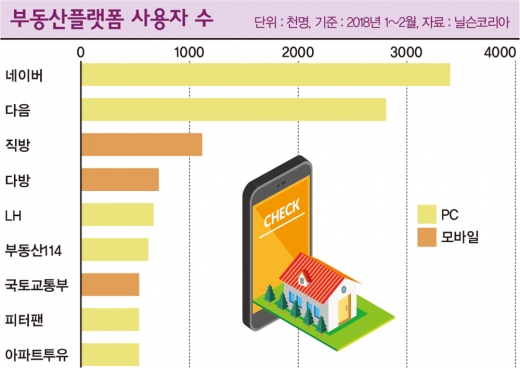 부동산플랫폼 사용자 수
단위 : 천명, 기준 : 2018년 1~2월, 자료 : 닐슨코리아
0 1000 2000 3000 4000
네이버
다음
직방
다방
LH
부동산114
국토교통부
피터팬
아파트투유
CHECK
PC
모바일